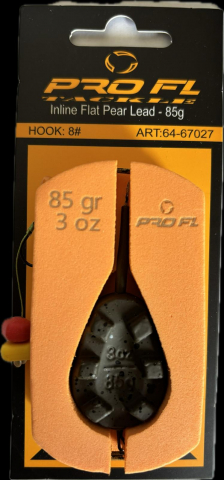 PRO FL
TACKLE
Inline Flat Pear Lead - 85g
HOOK: 8# ART:64-67027
85 gr
3 oz
PRO FL
3oz
85g